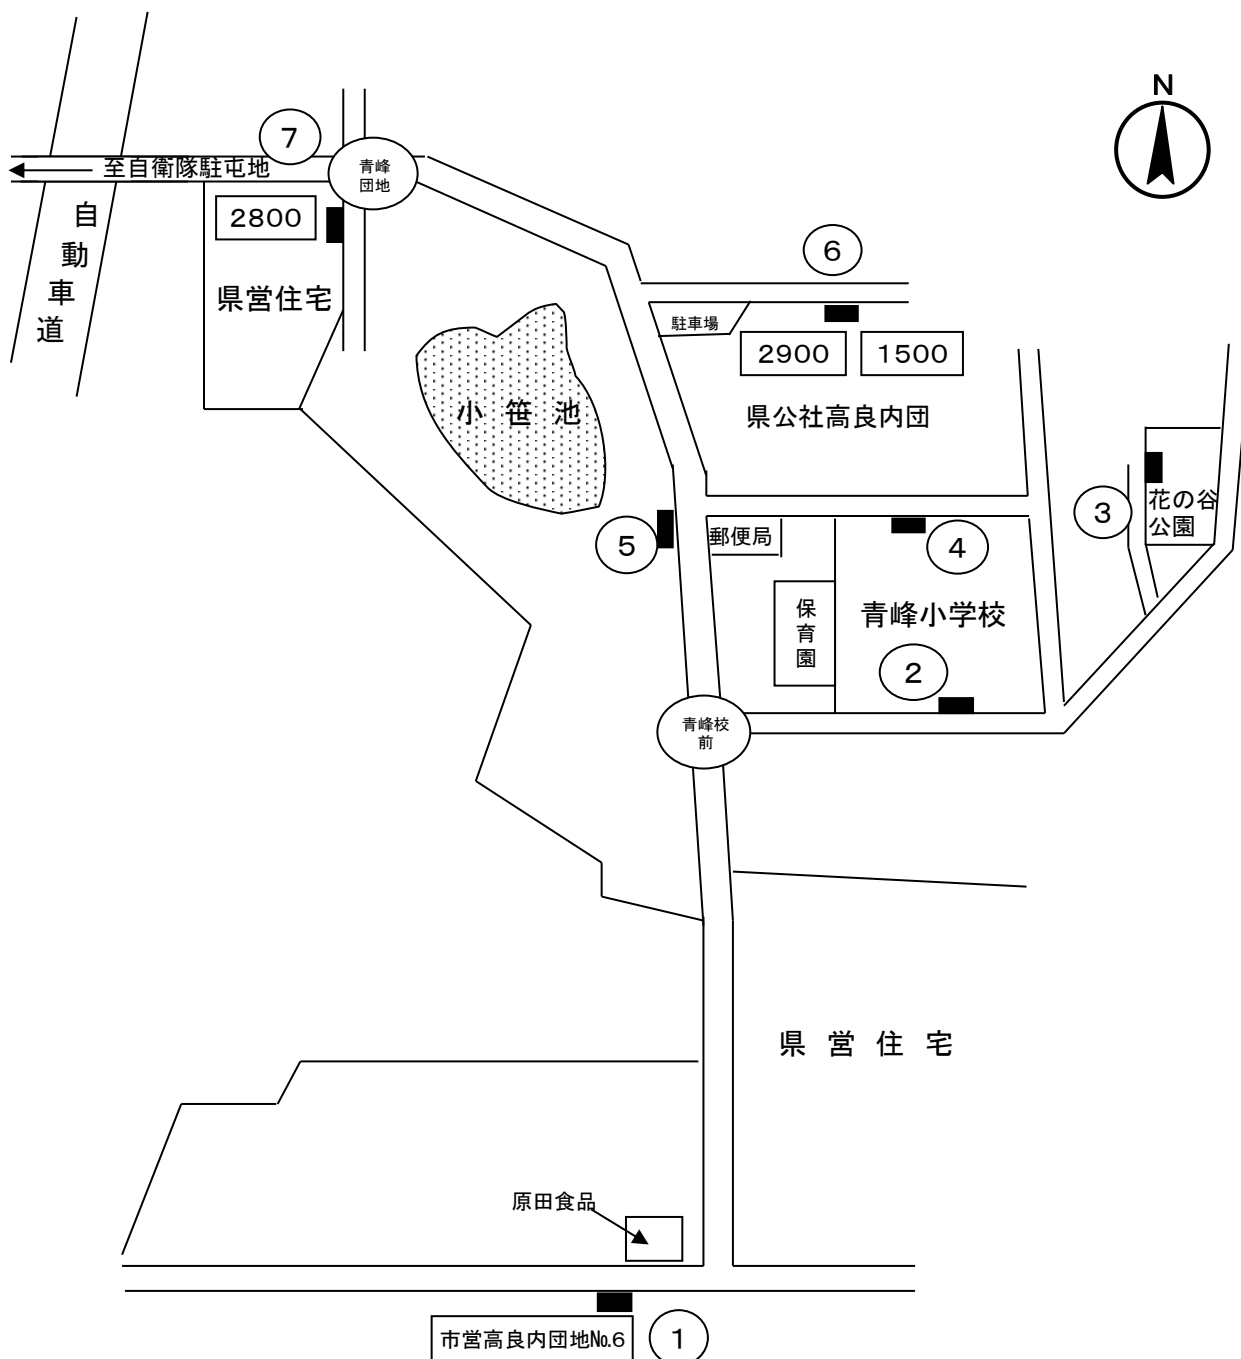 N
7
青峰
団地
至自衛隊駐屯地
2800
自動車道
県営住宅
6
駐車場
2900
1500
小笹池
県公社高良内団
3
花の谷
公園
5
郵便局
4
保育園
青峰小学校
2
青峰校
前
県営住宅
原田食品
市営高良内団地№6
1